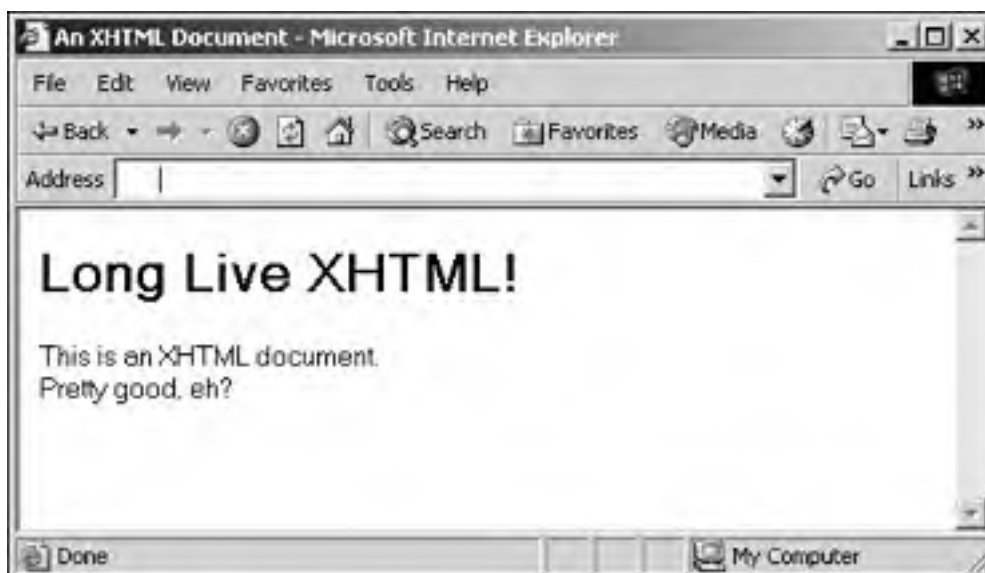 An XHTML Document - Microsoft Internet Explorer
File Edit View Favorites Tools Help
Back Search Favorites Media »
Address Go Links »
Long Live XHTML!
This is an XHTML document.
Pretty good, eh?
Done My Computer